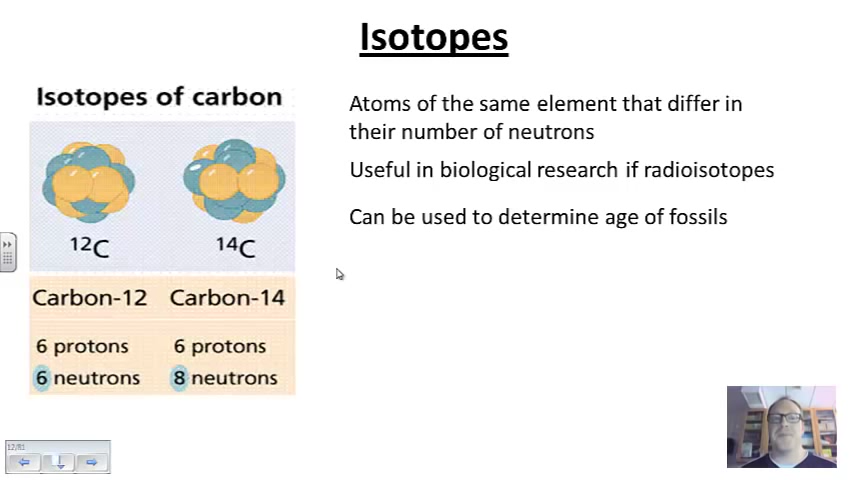 Isotopes
Isotopes of carbon
12C 14C
Carbon-12 Carbon-14
6 protons 6 protons
6 neutrons 8 neutrons
Atoms of the same element that differ in
their number of neutrons
Useful in biological research if radioisotopes
Can be used to determine age of fossils
12/81